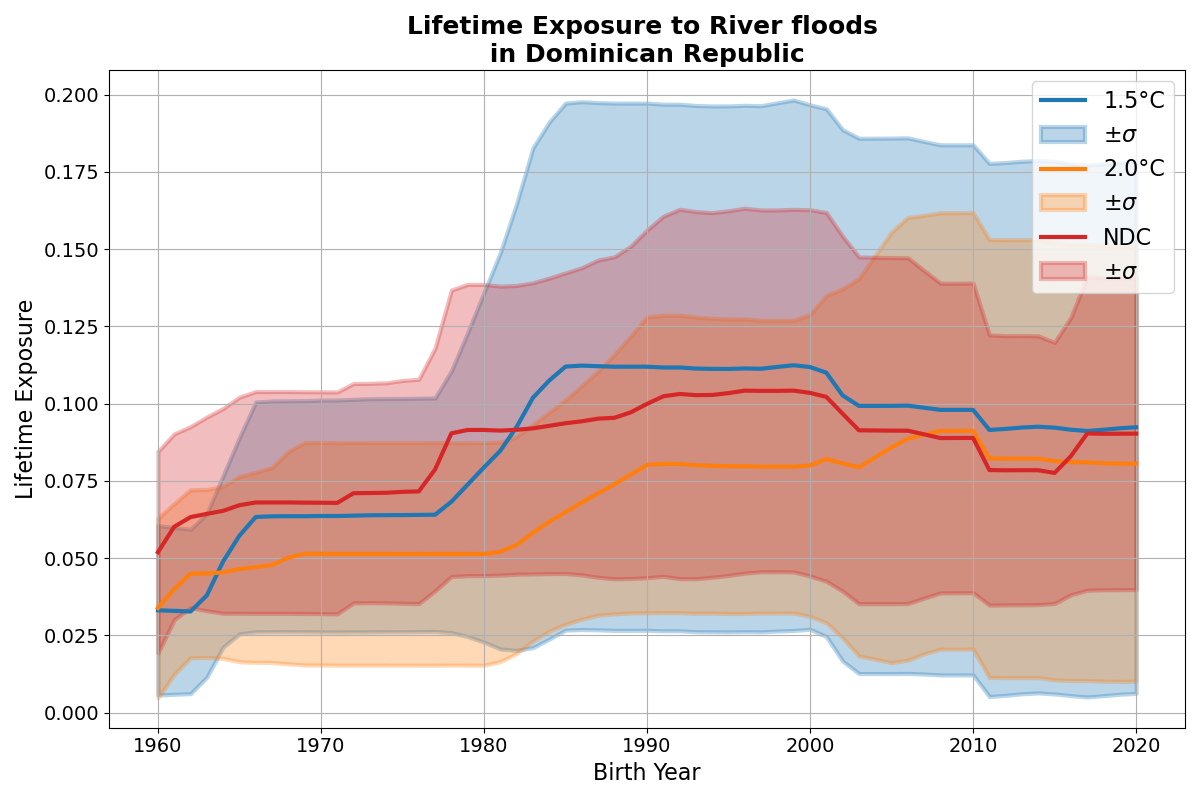 Lifetime Exposure to River floods
in Dominican Republic
Lifetime Exposure
0.200
0.175
0.150
0.125
0.100
0.075
0.050
0.025
0.000
1960 1970 1980 1990 2000 2010 2020
Birth Year
1.5°C
±σ
2.0°C
±σ
NDC
±σ